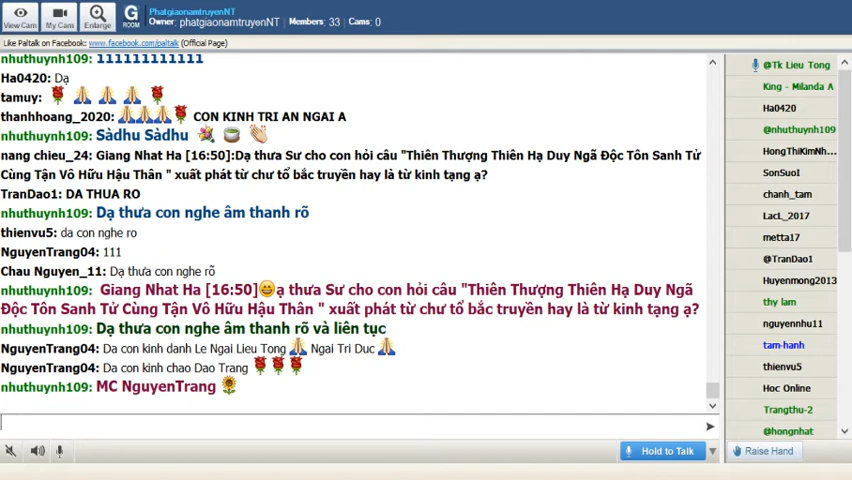 View Cam
My Cam
Enlarge
G
ROOM
PhatgiaonamtruyenNT
Owner: phatgiaonamtruyenNT Members: 33 Cams: 0
Like Paltalk on Facebook: www.facebook.com/paltalk (Official Page)
nhuthuynh109: 111111111111
Ha0420: Dạ
tamuy:
thanhhoang_2020: CON KINH TRI AN NGAI A
nhuthuynh109: Sàdhu Sàdhu
nang chieu_24: Giang Nhat Ha [16:50]:Dạ thưa Sư cho con hỏi câu "Thiên Thượng Thiên Hạ Duy Ngã Độc Tôn Sanh Tử
Cùng Tận Vô Hữu Hậu Thân " xuất phát từ chư tổ bắc truyền hay là từ kinh tạng ạ?
TranDao1: DA THUA RO
nhuthuynh109: Dạ thưa con nghe âm thanh rõ
thienvu5: da con nghe ro
NguyenTrang04: 111
Chau Nguyen_11: Dạ thưa con nghe rõ
nhuthuynh109: Giang Nhat Ha [16:50]ạ thưa Sư cho con hỏi câu "Thiên Thượng Thiên Hạ Duy Ngã
Độc Tôn Sanh Tử Cùng Tận Vô Hữu Hậu Thân " xuất phát từ chư tổ bắc truyền hay là từ kinh tạng ạ?
nhuthuynh109: Dạ thưa con nghe âm thanh rõ và liên tục
NguyenTrang04: Da con kinh danh Le Ngai Lieu Tong Ngai Tri Duc
NguyenTrang04: Da con kinh chao Dao Trang
nhuthuynh109: MC NguyenTrang
Hold to Talk
@Tk Lieu Tong
King - Milanda A
Ha0420
@nhuthuynh109
HongThiKimNh...
SonSuoI
chanh_tam
LacL_2017
metta17
@TranDao1
Huyenmong2013
thy lam
nguyennhu11
tam-hanh
thienvu5
Hoc Online
Trangthu-2
@hongnhat
Raise Hand